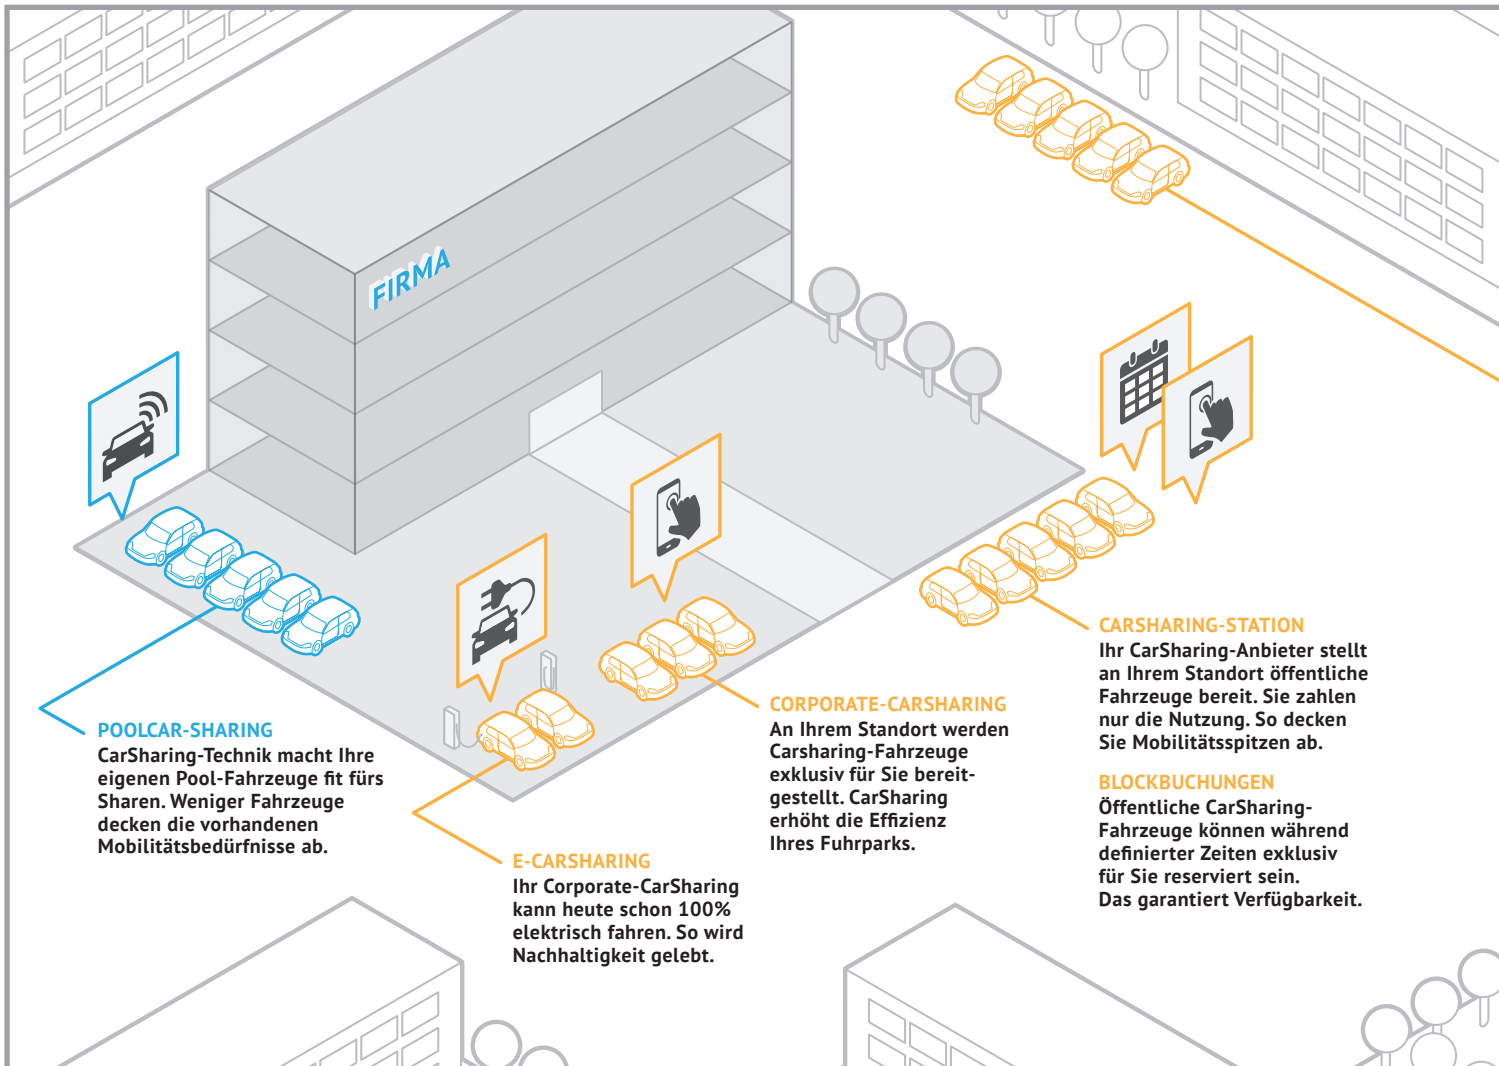 FIRMA
POOLCAR-SHARING
CarSharing-Technik macht Ihre
eigenen Pool-Fahrzeuge fit fürs
Sharen. Weniger Fahrzeuge
decken die vorhandenen
Mobilitätsbedürfnisse ab.
E-CARSHARING
Ihr Corporate-CarSharing
kann heute schon 100%
elektrisch fahren. So wird
Nachhaltigkeit gelebt.
CORPORATE-CARSHARING
An Ihrem Standort werden
Carsharing-Fahrzeuge
exklusiv für Sie bereit-
gestellt. CarSharing
erhöht die Effizienz
Ihres Fuhrparks.
CARSHARING-STATION
Ihr CarSharing-Anbieter stellt
an Ihrem Standort öffentliche
Fahrzeuge bereit. Sie zahlen
nur die Nutzung. So decken
Sie Mobilitätsspitzen ab.
BLOCKBUCHUNGEN
Öffentliche CarSharing-
Fahrzeuge können während
definierter Zeiten exklusiv
für Sie reserviert sein.
Das garantiert Verfügbarkeit.